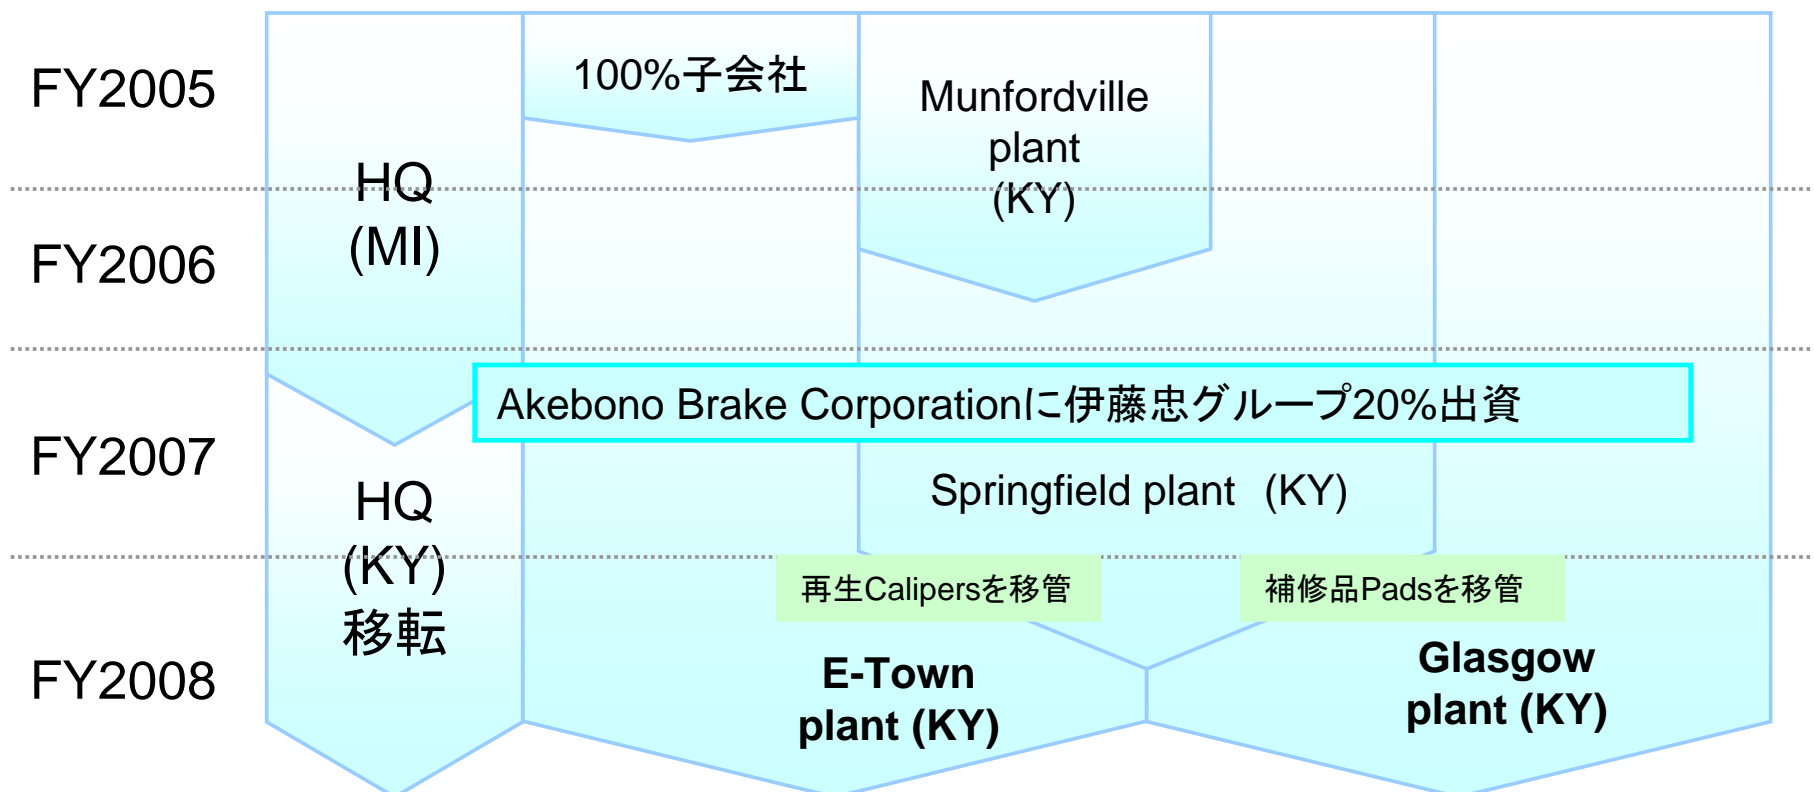 FY2005
100%子会社
Munfordville
plant
(KY)
HQ
(MI)
FY2006
Akebono Brake Corporationに伊藤忠グループ20%出資
FY2007
HQ
(KY)
移転
Springfield plant (KY)
再生Calipersを移管
補修品Padsを移管
FY2008
E-Town
plant (KY)
Glasgow
plant (KY)